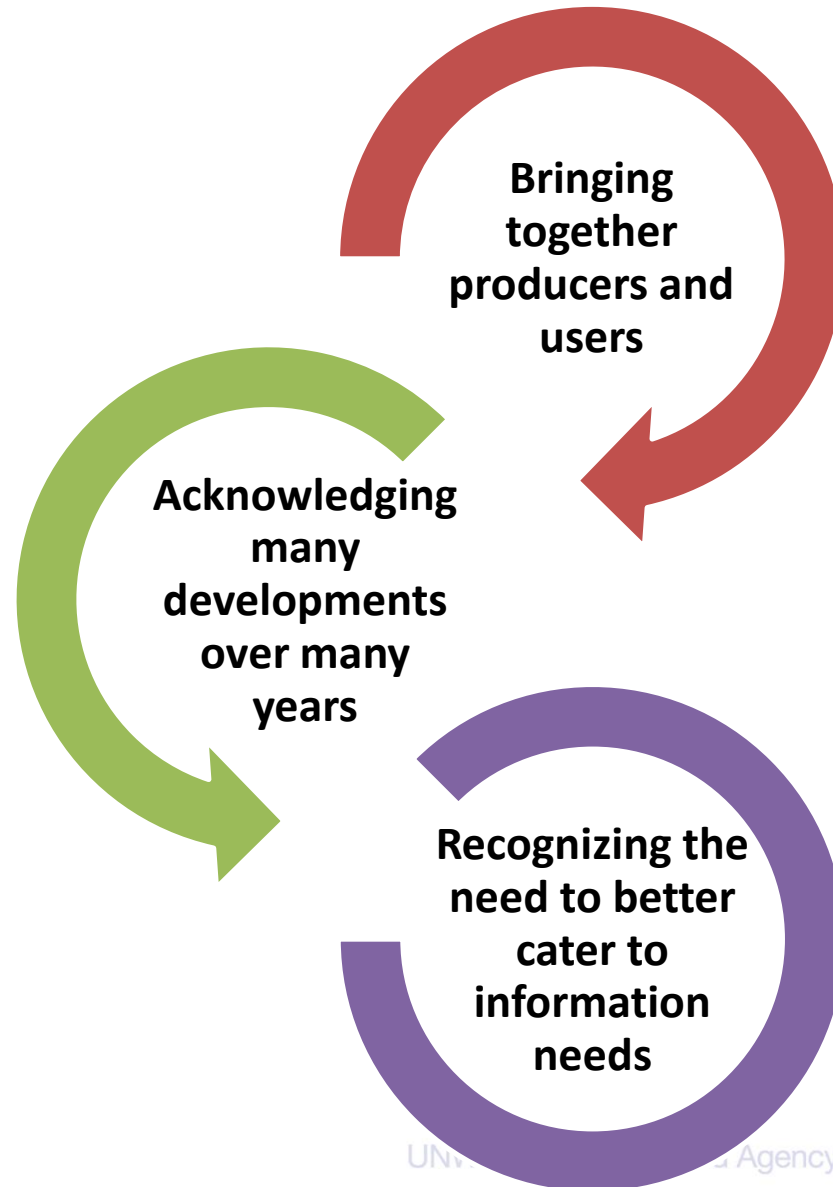 Bringing
together
producers and
users
Acknowledging
many
developments
over many
years
Recognizing the
need to better
cater to
information
needs
Agency